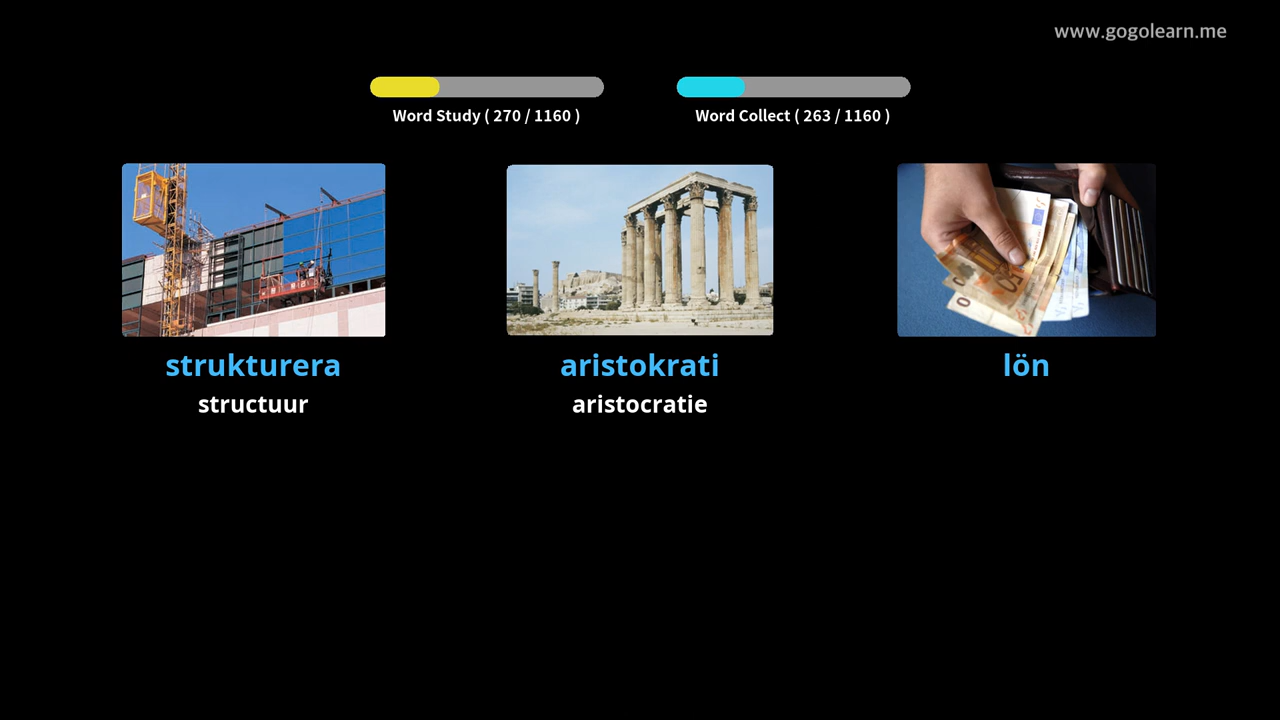 www.gogolearn.me
Word Study ( 270 / 1160 )
Word Collect ( 263 / 1160 )
strukturera
structuur
aristokrati
aristocratie
lön